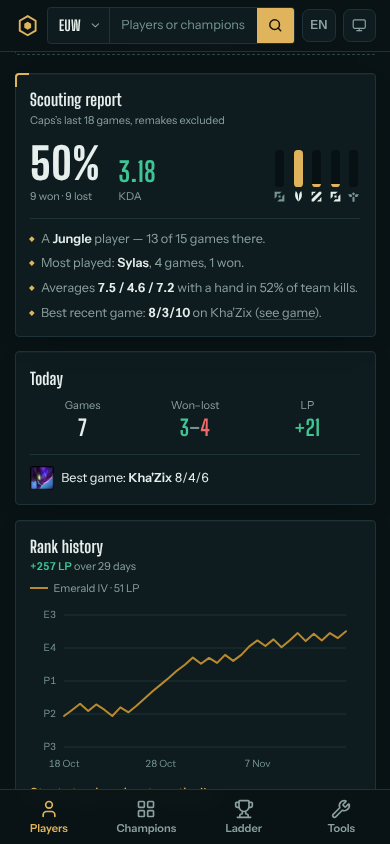 EUW
Players or champions
EN
Scouting report
Caps's last 18 games, remakes excluded
50%
3.18
9 won · 9 lost
KDA
A Jungle player — 13 of 15 games there.
Most played: Sylas, 4 games, 1 won.
Averages 7.5 / 4.6 / 7.2 with a hand in 52% of team kills.
Best recent game: 8/3/10 on Kha'Zix (see game).
Today
Games
Won–lost
LP
7
3–4
+21
Best game: Kha'Zix 8/4/6
Rank history
+257 LP over 29 days
Emerald IV · 51 LP
E3
E4
P1
P2
P3
18 Oct
28 Oct
7 Nov
Players
Champions
Ladder
Tools